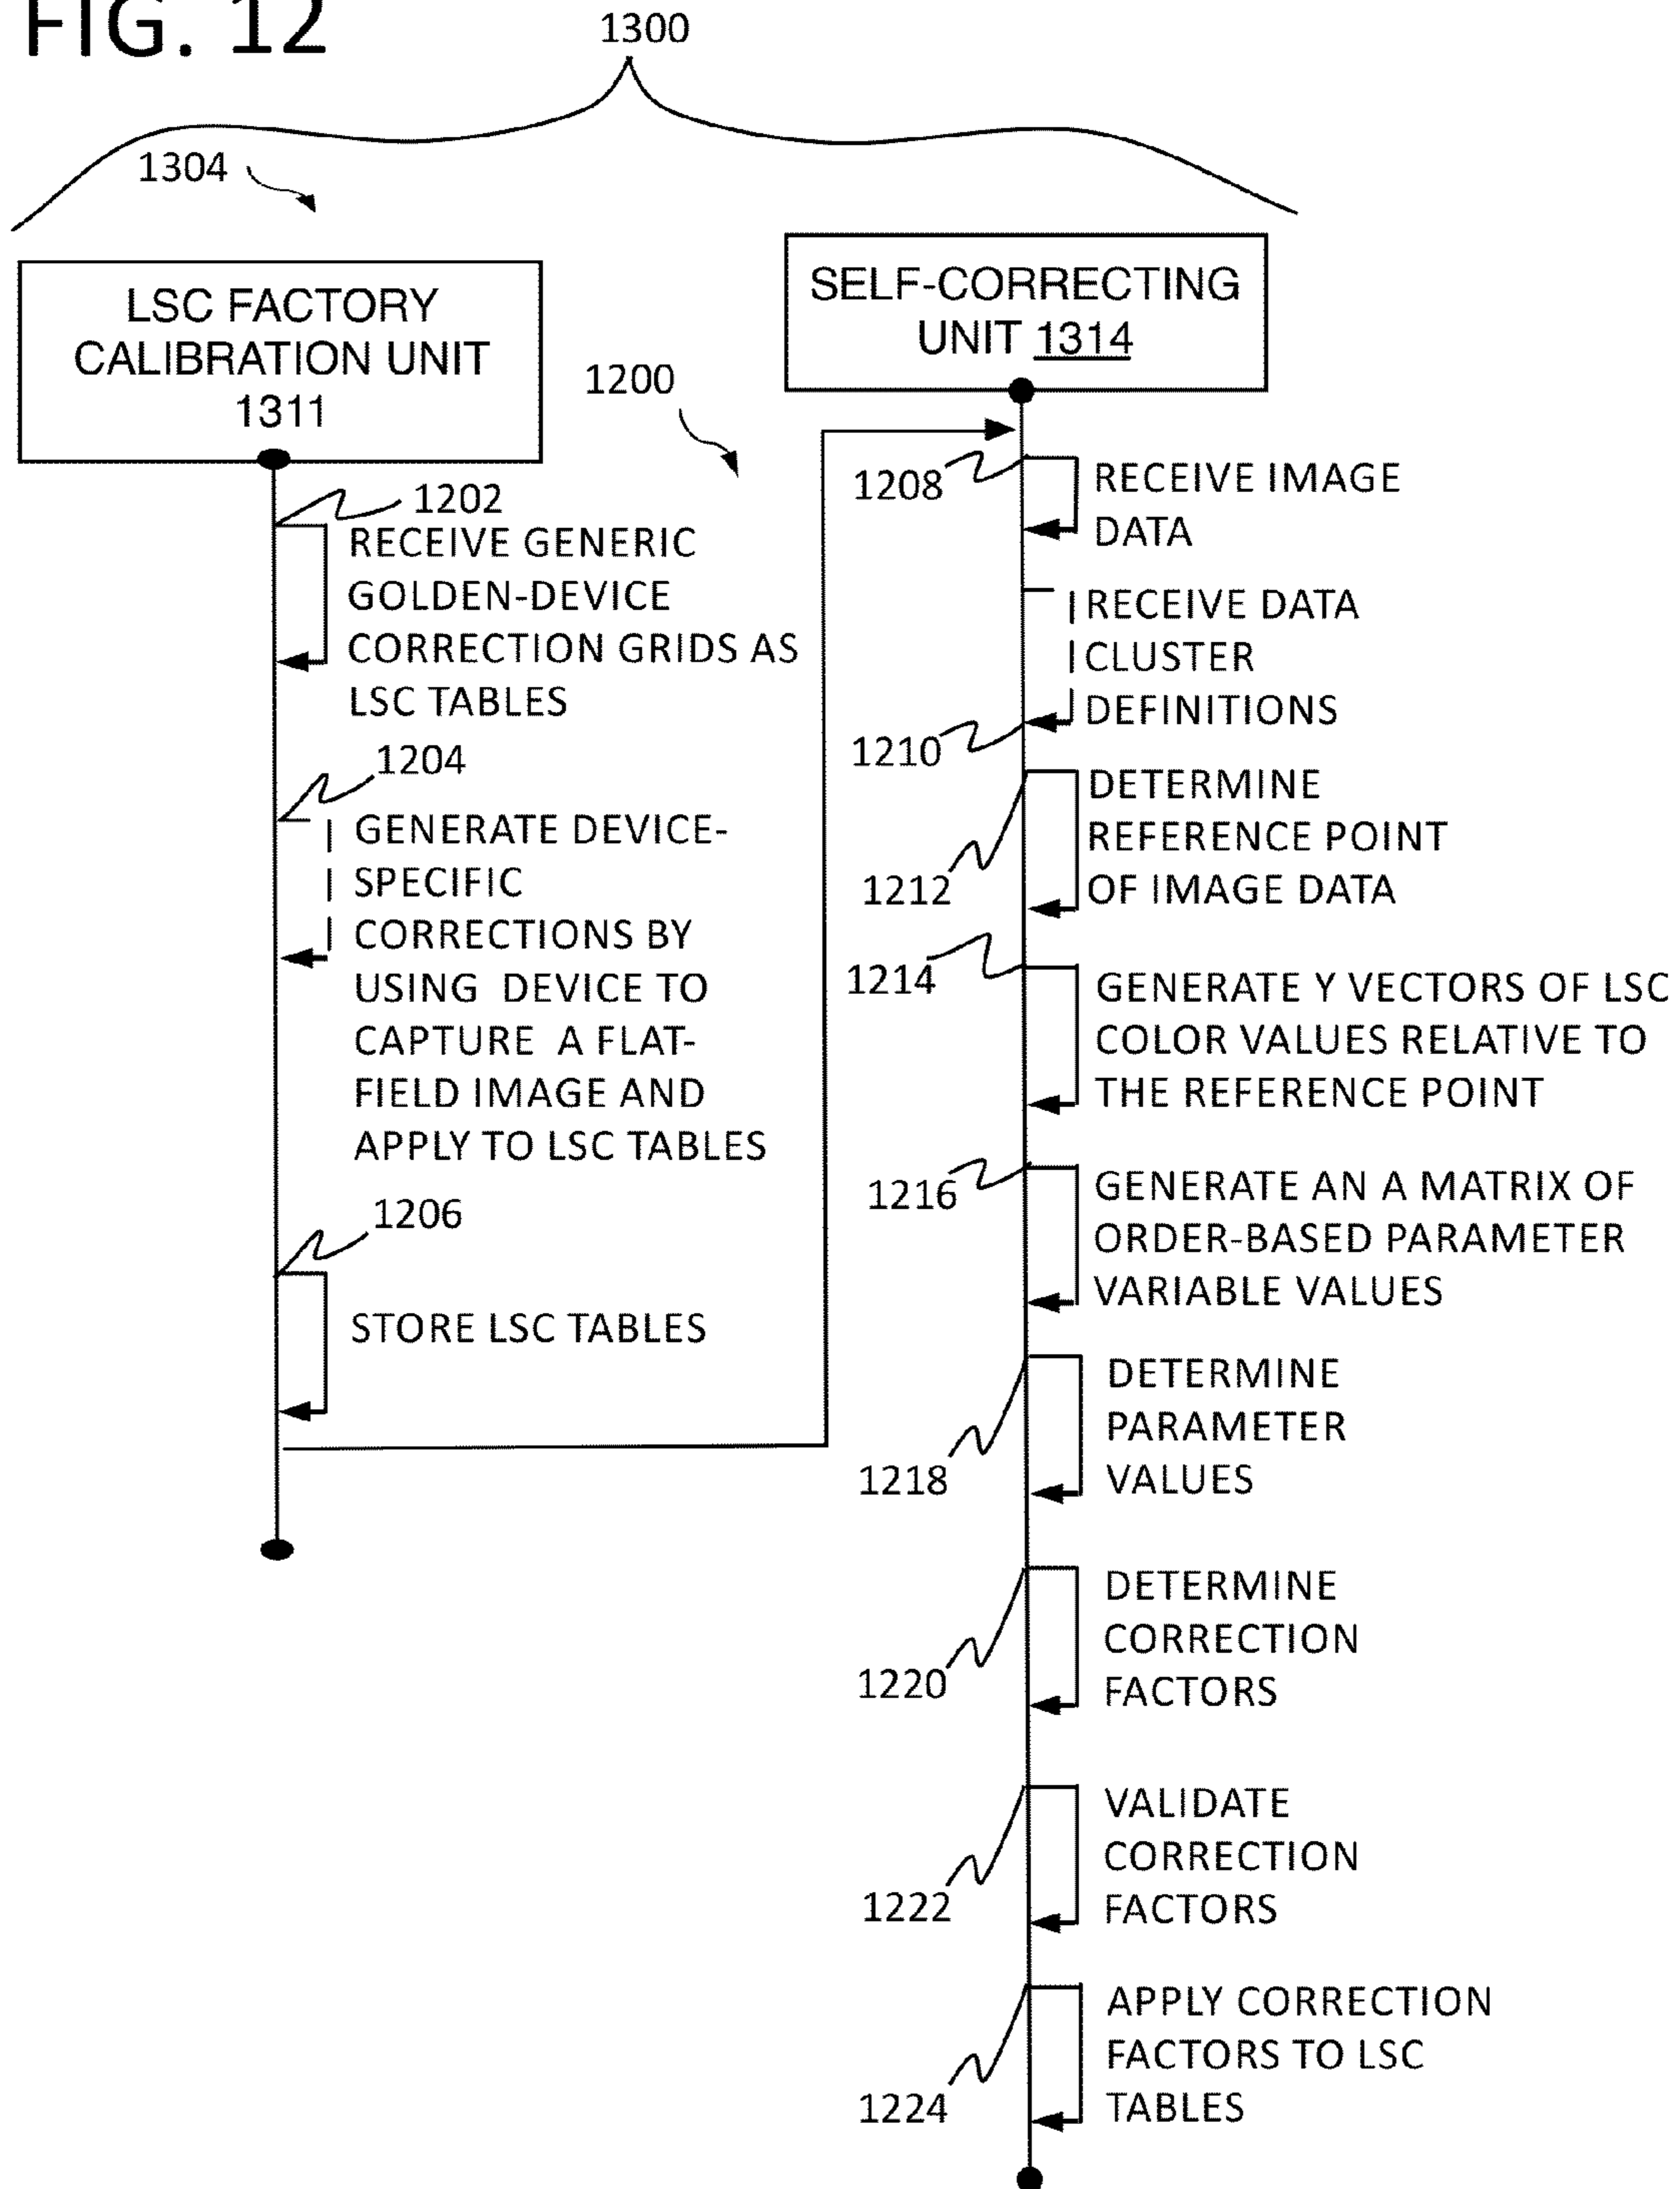 FIG. 12
1300
1304
LSC FACTORY
CALIBRATION UNIT
1311
1202
RECEIVE GENERIC
GOLDEN-DEVICE
CORRECTION GRIDS AS
LSC TABLES
1204
GENERATE DEVICE-
SPECIFIC
CORRECTIONS BY
USING DEVICE TO
CAPTURE A FLAT-
FIELD IMAGE AND
APPLY TO LSC TABLES
1206
STORE LSC TABLES
1200
SELF-CORRECTING
UNIT 1314
1208
RECEIVE IMAGE
DATA
RECEIVE DATA
CLUSTER
DEFINITIONS
1210
DETERMINE
REFERENCE POINT
OF IMAGE DATA
1212
1214
GENERATE Y VECTORS OF LSC
COLOR VALUES RELATIVE TO
THE REFERENCE POINT
1216
GENERATE AN A MATRIX OF
ORDER-BASED PARAMETER
VARIABLE VALUES
DETERMINE
PARAMETER
VALUES
1218
DETERMINE
CORRECTION
FACTORS
1220
VALIDATE
CORRECTION
FACTORS
1222
APPLY CORRECTION
FACTORS TO LSC
TABLES
1224